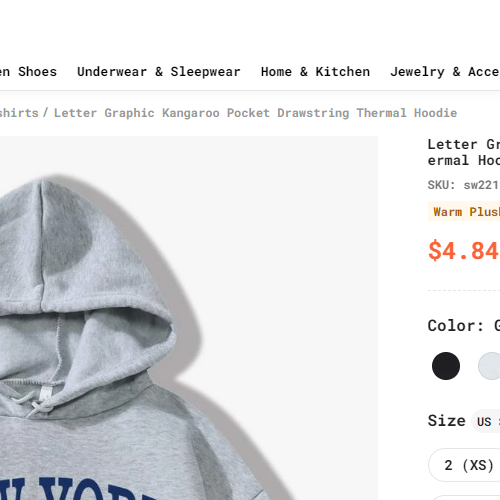 en Shoes Underwear & Sleepwear Home & Kitchen Jewelry & Acce
shirts / Letter Graphic Kangaroo Pocket Drawstring Thermal Hoodie
Letter Gr
ermal Hoo
SKU: sw221
Warm Plush
$4.84
Color: G
Size US
2 (XS)
W YOR